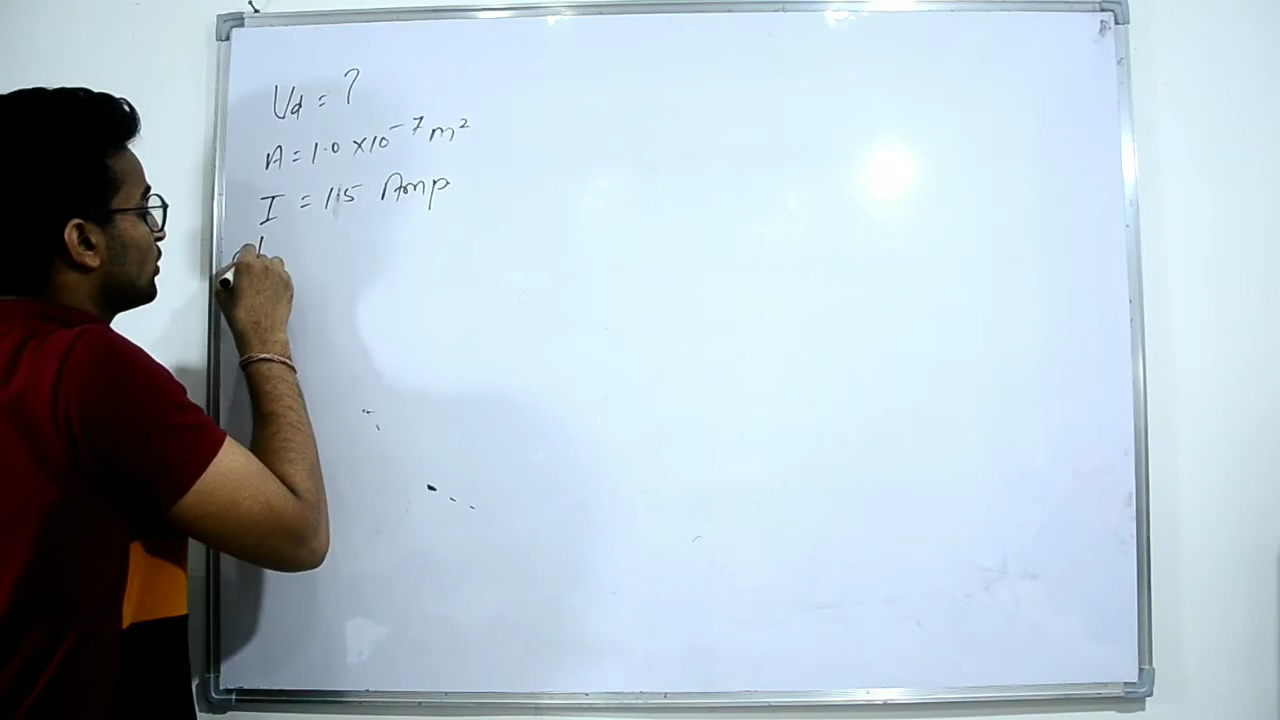 Vd = ?
A = 1.0 × 10⁻⁷ m²
I = 1.5 Amp
d